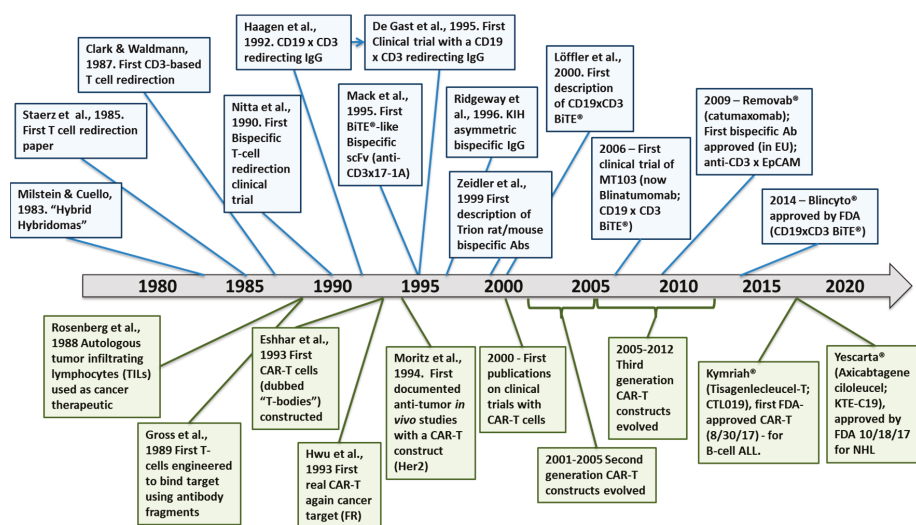 Clark & Waldmann,
1987. First CD3-based
T cell redirection
Haagen et al.,
1992. CD19 x CD3
redirecting IgG
De Gast et al., 1995. First
Clinical trial with a CD19
x CD3 redirecting IgG
Löffler et al.,
2000. First
description of
CD19xCD3
BiTE®
2009 – Removab®
(catumaxomab);
First bispecific Ab
approved (in EU);
anti-CD3 x EpCAM
Staerz et al., 1985.
First T cell redirection
paper
Nitta et al.,
1990. First
Bispecific
T-cell
redirection
clinical
trial
Mack et al.,
1995. First
BiTE®-like
Bispecific
scFv (anti-
CD3x17-1A)
Ridgeway et al.,
1996. KIH
asymmetric
bispecific IgG
2006 – First
clinical trial of
MT103 (now
Blinatumomab;
CD19 x CD3
BiTE®)
Milstein & Cuello,
1983. "Hybrid
Hybridomas"
Zeidler et al.,
1999 First
description of
Trion rat/mouse
bispecific Abs
2014 – Blincyto®
approved by FDA
(CD19xCD3 BiTE®)
1980 1985 1990 1995 2000 2005 2010 2015 2020
Rosenberg et al.,
1988 Autologous
tumor infiltrating
lymphocytes (TILs)
used as cancer
therapeutic
Eshhar et al.,
1993 First
CAR-T cells
(dubbed
"T-bodies")
constructed
Moritz et al.,
1994. First
documented
anti-tumor in
vivo studies
with a CAR-T
construct
(Her2)
2000 - First
publications
on clinical
trials with
CAR-T cells
2005-2012
Third
generation
CAR-T
constructs
evolved
Kymriah®
(Tisagenlecleucel-T;
CTL019), first FDA-
approved CAR-T
(8/30/17) - for
B-cell ALL.
Yescarta®
(Axicabtagene
ciloleucel;
KTE-C19),
approved by
FDA 10/18/17
for NHL
Gross et al.,
1989 First T-
cells engineered
to bind target
using antibody
fragments
Hwu et al.,
1993 First
real CAR-T
again cancer
target (FR)
2001-2005 Second
generation CAR-T
constructs evolved